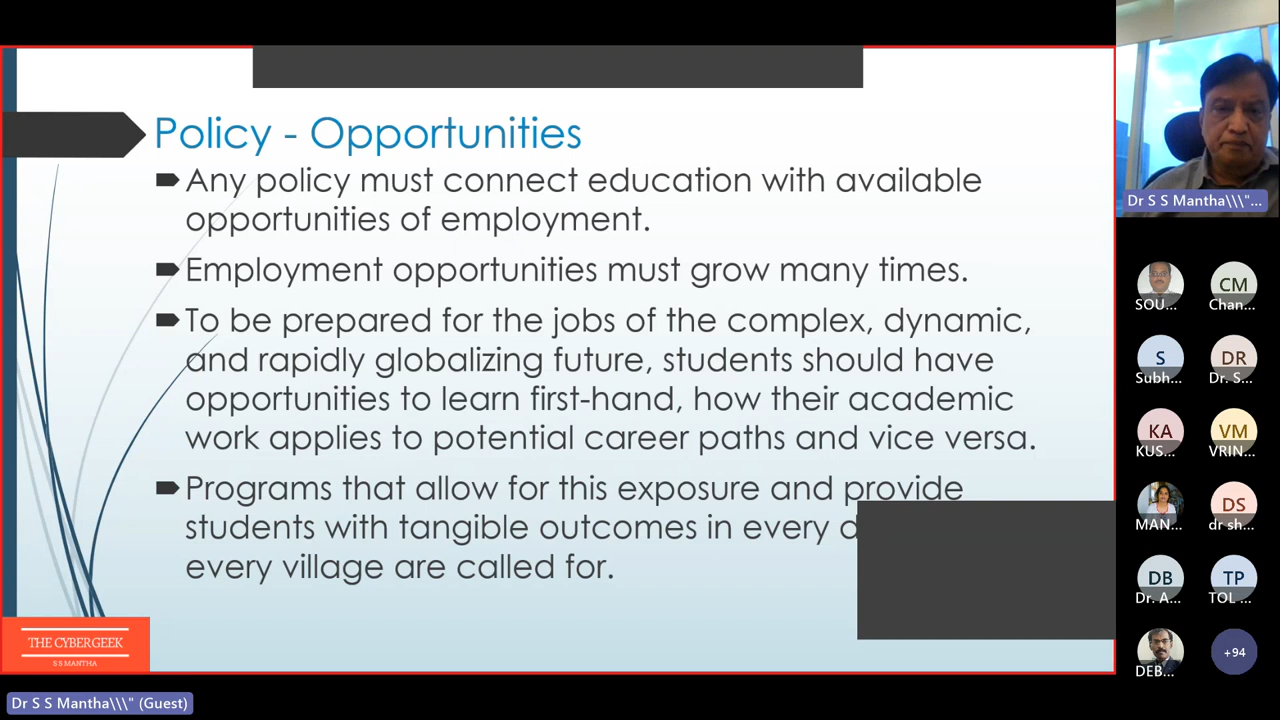 Policy - Opportunities
Any policy must connect education with available
opportunities of employment.
Employment opportunities must grow many times.
To be prepared for the jobs of the complex, dynamic,
and rapidly globalizing future, students should have
opportunities to learn first-hand, how their academic
work applies to potential career paths and vice versa.
Programs that allow for this exposure and provide
students with tangible outcomes in every
every village are called for.
THE CYBERGEEK
S S MANTHA
Dr S S Mantha\\\" (Guest)
Dr S S Mantha\\\"...
SOU...
CM
Chan...
S
Subh...
DR
Dr. S...
KA
KUS...
VM
VRIN...
MAN...
DS
dr sh...
DB
Dr. A...
TP
TOL ...
DEB...
+94